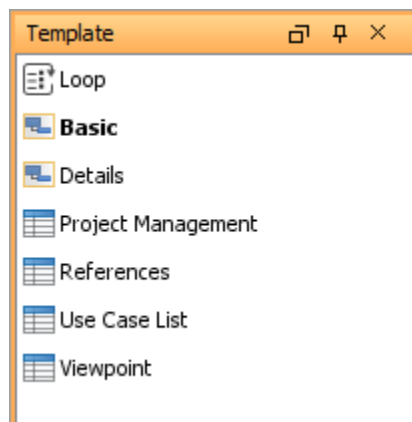 Template
Loop
Basic
Details
Project Management
References
Use Case List
Viewpoint